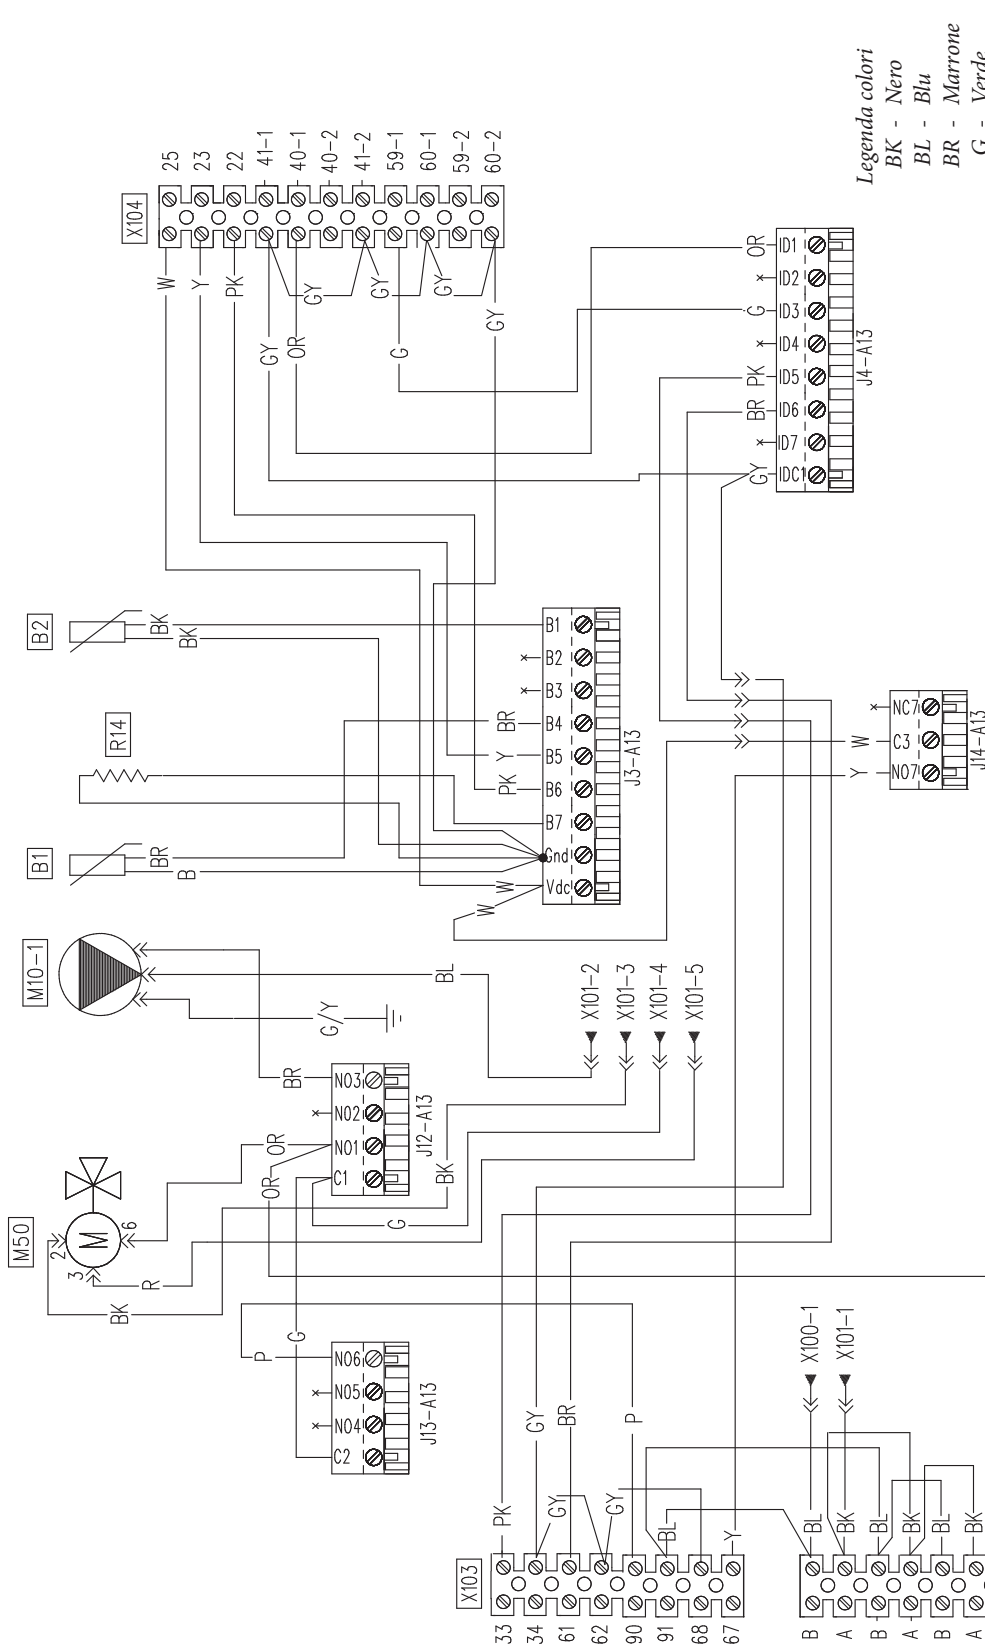 X104
25
23
22
41-1
40-1
40-2
41-2
59-1
60-1
59-2
60-2
W
Y
PK
GY
GY
GY
GY
OR
G
GY
Legenda colori
BK - Nero
BL - Blu
BR - Marrone
G - Verde
OR
G
PK
BR
GY
ID1
ID2
ID3
ID4
ID5
ID6
ID7
IDC1
J4-A13
B2
BK
BK
R14
B1
BR
B
B1
B2
B3
B4
B5
B6
B7
Gnd
Vdc
BR
Y
PK
W
W
J3-A13
NC7
C3
NO7
W
Y
J14-A13
M10-1
G/Y
BL
BR
X101-2
X101-3
X101-4
X101-5
NO3
NO2
NO1
C1
J12-A13
OR
OR
BK
G
M50
M
2
3
6
R
BK
P
G
NO6
NO5
NO4
C2
J13-A13
GY
BR
P
PK
GY
GY
BL
Y
X103
33
34
61
62
90
91
68
67
X100-1
X101-1
BL
BK
BL
BK
BL
BK
B
A
B
A
B
A